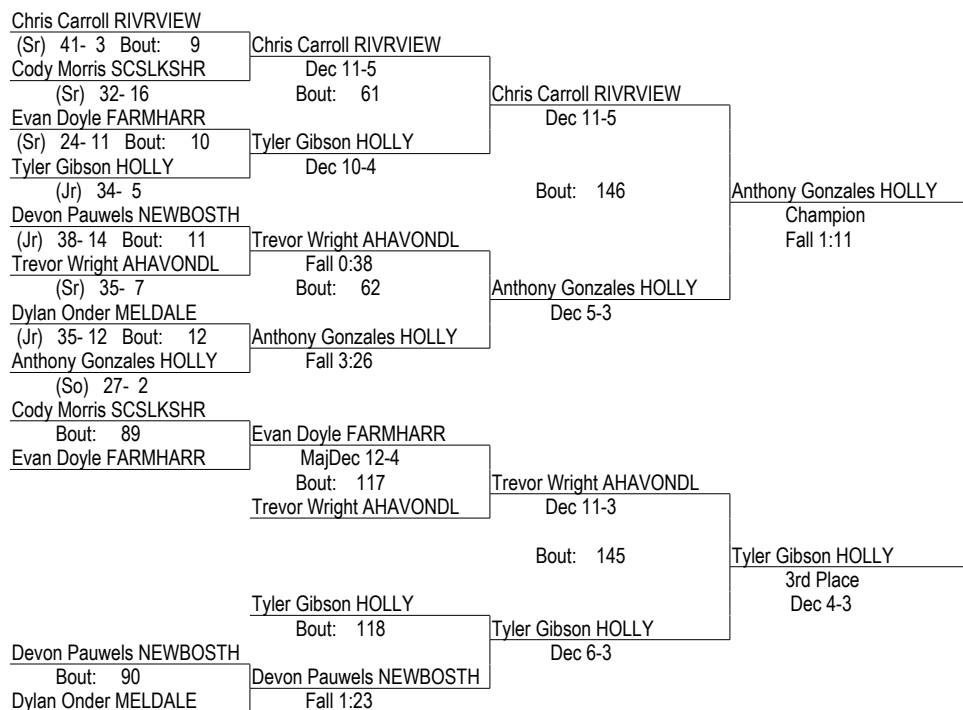 Chris Carroll RIVRVIEW
(Sr) 41- 3 Bout: 9 Chris Carroll RIVRVIEW
Cody Morris SCSLKSHR Dec 11-5
(Sr) 32- 16 Bout: 61 Chris Carroll RIVRVIEW
Evan Doyle FARMHARR Dec 11-5
(Sr) 24- 11 Bout: 10 Tyler Gibson HOLLY
Tyler Gibson HOLLY Dec 10-4
(Jr) 34- 5 Bout: 146 Anthony Gonzales HOLLY
Devon Pauwels NEWBOSTH Champion
(Jr) 38- 14 Bout: 11 Trevor Wright AHAVONDL Fall 1:11
Trevor Wright AHAVONDL Fall 0:38
(Sr) 35- 7 Bout: 62 Anthony Gonzales HOLLY
Dylan Onder MELDALE Dec 5-3
(Jr) 35- 12 Bout: 12 Anthony Gonzales HOLLY
Anthony Gonzales HOLLY Fall 3:26
(So) 27- 2
Cody Morris SCSLKSHR
Bout: 89 Evan Doyle FARMHARR
Evan Doyle FARMHARR MajDec 12-4
Bout: 117 Trevor Wright AHAVONDL
Trevor Wright AHAVONDL Dec 11-3
Bout: 145 Tyler Gibson HOLLY
3rd Place
Tyler Gibson HOLLY Dec 4-3
Bout: 118 Tyler Gibson HOLLY
Devon Pauwels NEWBOSTH Dec 6-3
Bout: 90 Devon Pauwels NEWBOSTH
Dylan Onder MELDALE Fall 1:23